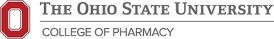 THE OHIO STATE UNIVERSITY
COLLEGE OF PHARMACY